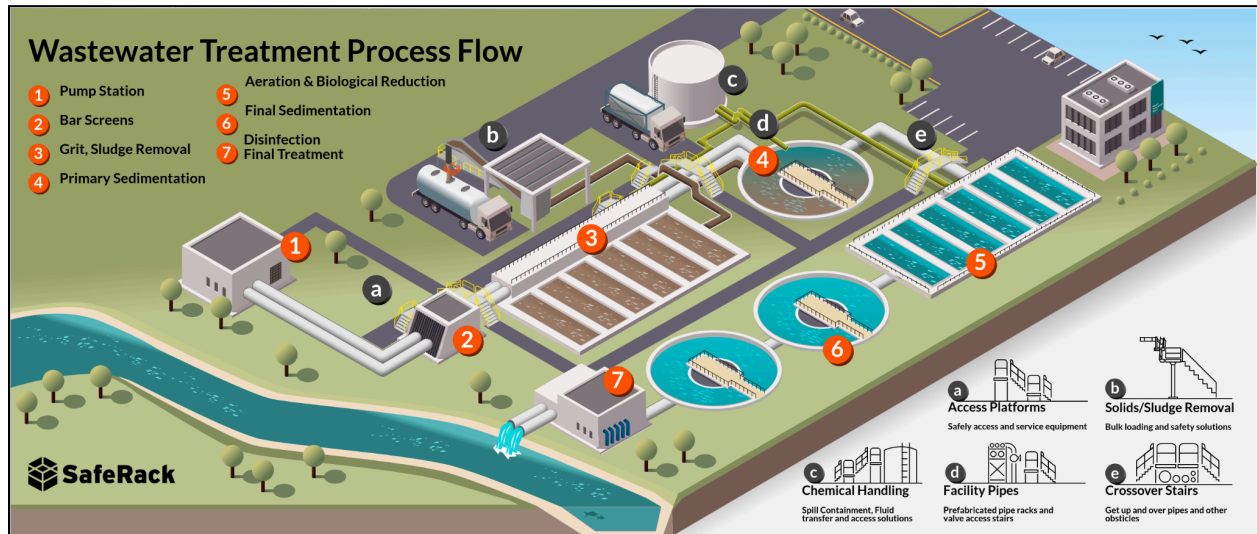 Wastewater Treatment Process Flow
1 Pump Station
2 Bar Screens
3 Grit, Sludge Removal
4 Primary Sedimentation
5 Aeration & Biological Reduction
6 Final Sedimentation
7 Disinfection
Final Treatment
c
b
d
e
4
1
3
a
5
2
6
7
a
Access Platforms
Safely access and service equipment
b
Solids/Sludge Removal
Bulk loading and safety solutions
c
Chemical Handling
Spill Containment, Fluid
transfer and access solutions
d
Facility Pipes
Prefabricated pipe racks and
valve access stairs
e
Crossover Stairs
Get up and over pipes and other
obsticles
SafeRack